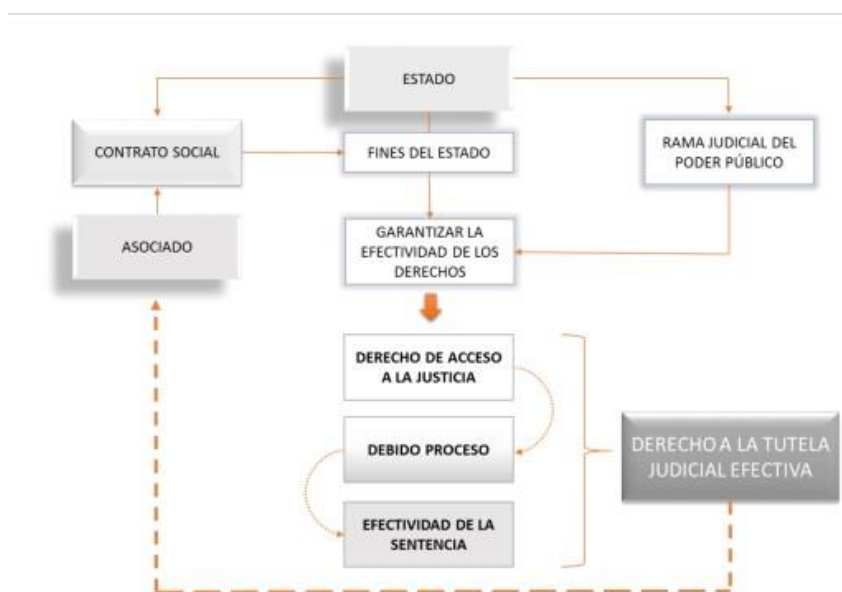 ESTADO
CONTRATO SOCIAL
FINES DEL ESTADO
RAMA JUDICIAL DEL
PODER PÚBLICO
ASOCIADO
GARANTIZAR LA
EFECTIVIDAD DE LOS
DERECHOS
DERECHO DE ACCESO
A LA JUSTICIA
DEBIDO PROCESO
EFECTIVIDAD DE LA
SENTENCIA
DERECHO A LA TUTELA
JUDICIAL EFECTIVA